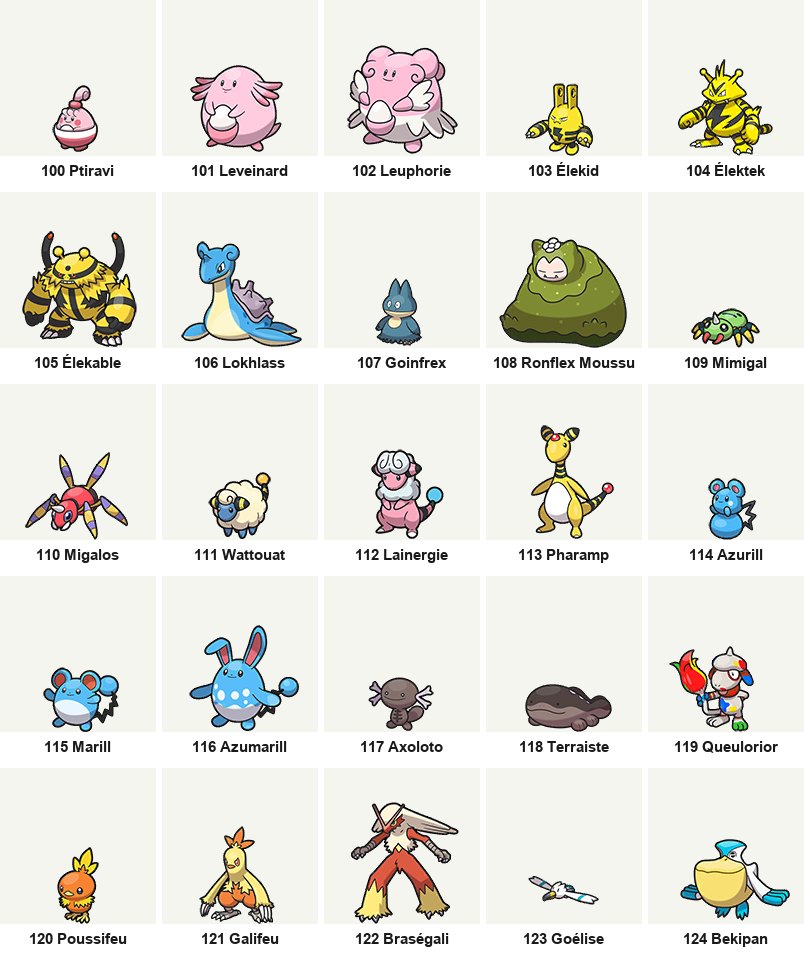 100 Ptiravi
101 Leveinard
102 Leuphorie
103 Élekid
104 Élektek
105 Élekable
106 Lokhlass
107 Goinfrex
108 Ronflex Moussu
109 Mimigal
110 Migalos
111 Wattouat
112 Lainergie
113 Pharamp
114 Azurill
115 Marill
116 Azumarill
117 Axoloto
118 Terraiste
119 Queulorior
120 Poussifeu
121 Galifeu
122 Braségali
123 Goélise
124 Bekipan